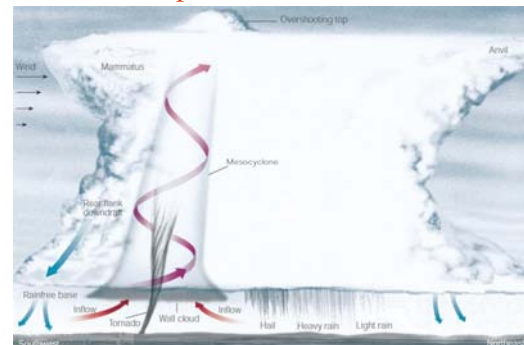 Overshooting top
Anvil
Wind
Mammatus
Mesocyclone
Rear flank
downdraft
Rainfree base
Inflow
Wall cloud
Inflow
Tornado
Hail
Heavy rain
Light rain
Southwest